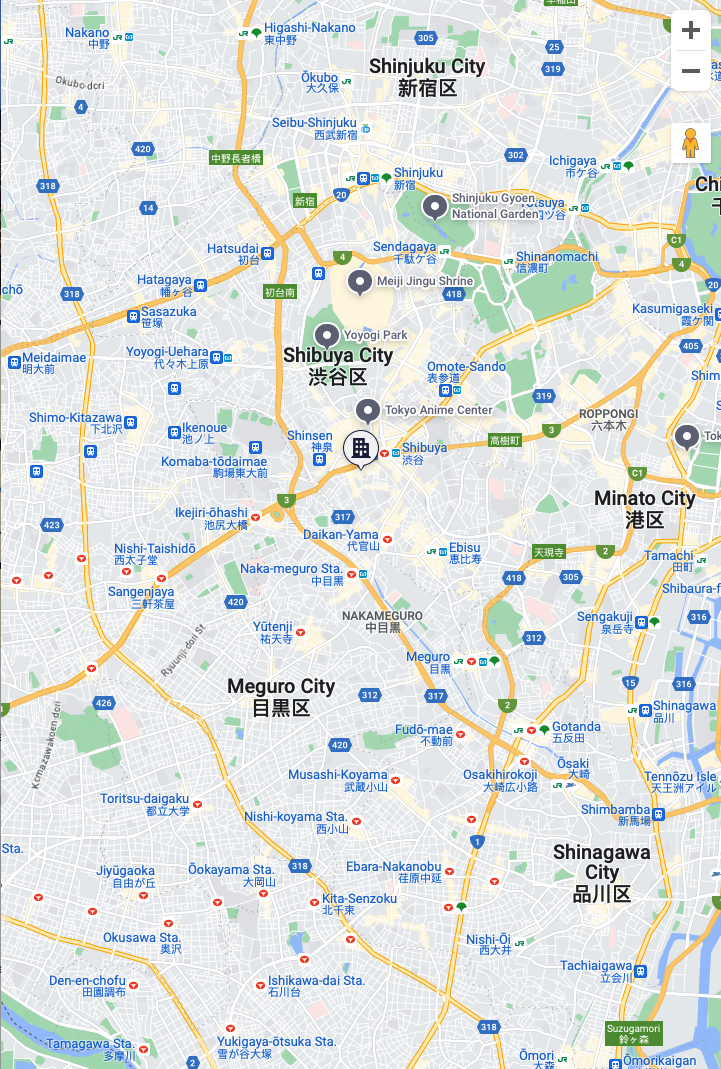 早稲田
Nakano
中野
Higashi-Nakano
東中野
305
25
319
Shinjuku City
新宿区
Okubo-dori
Ōkubo
大久保
4
Seibu-Shinjuku
西武新宿
420
中野長者橋
302
Ichigaya
市ケ谷
318
Shinjuku
新宿
新宿
20
14
Shinjuku Gyoen
National Garden
Chi
千
C1
Hatsudai
初台
Sendagaya
千駄ケ谷
4
Shinanomachi
信濃町
4
Hatagaya
幡ヶ谷
初台南
Meiji Jingu Shrine
418
20
chō
318
Sasazuka
笹塚
Kasumigaseki
霞ケ関
Yoyogi Park
Meidaimae
明大前
Yoyogi-Uehara
代々木上原
Shibuya City
渋谷区
405
Omote-Sando
表参道
Shim
319
Shimo-Kitazawa
下北沢
Ikenoue
池ノ上
Tokyo Anime Center
ROPPONGI
六本木
Shinsen
神泉
Shibuya
渋谷
高樹町
3
Tok
Komaba-tōdaimae
駒場東大前
C1
3
Minato City
港区
Ikejiri-ōhashi
池尻大橋
317
423
Daikan-Yama
代官山
Nishi-Taishidō
西太子堂
Ebisu
恵比寿
天現寺
2
Tamachi
田町
Naka-meguro Sta.
中目黒
418
305
Sangenjaya
三軒茶屋
420
Shibaura-f
NAKAMEGURO
中目黒
Sengakuji
泉岳寺
316
Yūtenji
祐天寺
312
Ryuunji-dori St
Meguro
目黒
Meguro City
目黒区
312
317
15
316
426
2
3
Shinagawa
品川
Komazawakoen dori
Fudō-mae
不動前
Gotanda
五反田
420
Musashi-Koyama
武蔵小山
Osakihirokoji
大崎広小路
Ōsaki
大崎
Tennōzu Isle
天王洲アイル
Toritsu-daigaku
都立大学
Nishi-koyama Sta.
西小山
Shimbamba
新馬場
1
Sta.
Shinagawa
City
品川区
Jiyūgaoka
自由が丘
Ōokayama Sta.
大岡山
318
Ebara-Nakanobu
荏原中延
Kita-Senzoku
北千束
Okusawa Sta.
奥沢
Nishi-Ōi
西大井
Tachiaigawa
立会川
Den-en-chofu
田園調布
Ishikawa-dai Sta.
石川台
318
Suzugamori
鈴ヶ森
Tamagawa Sta.
多摩川
Yukigaya-ōtsuka Sta.
雪が谷大塚
2
Ōmori
大森
Ōmorikaigan